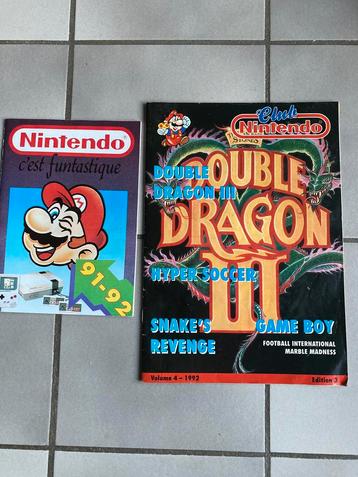 Nintendo
c'est funtastique
91-92
Club
Nintendo
DOUBLE
DRAGON III
DOUBLE
DRAGON
III
HYPER SOCCER
SNAKE'S
REVENGE
GAME BOY
FOOTBALL INTERNATIONAL
MARBLE MADNESS
Volume 4 - 1992
Edition 3